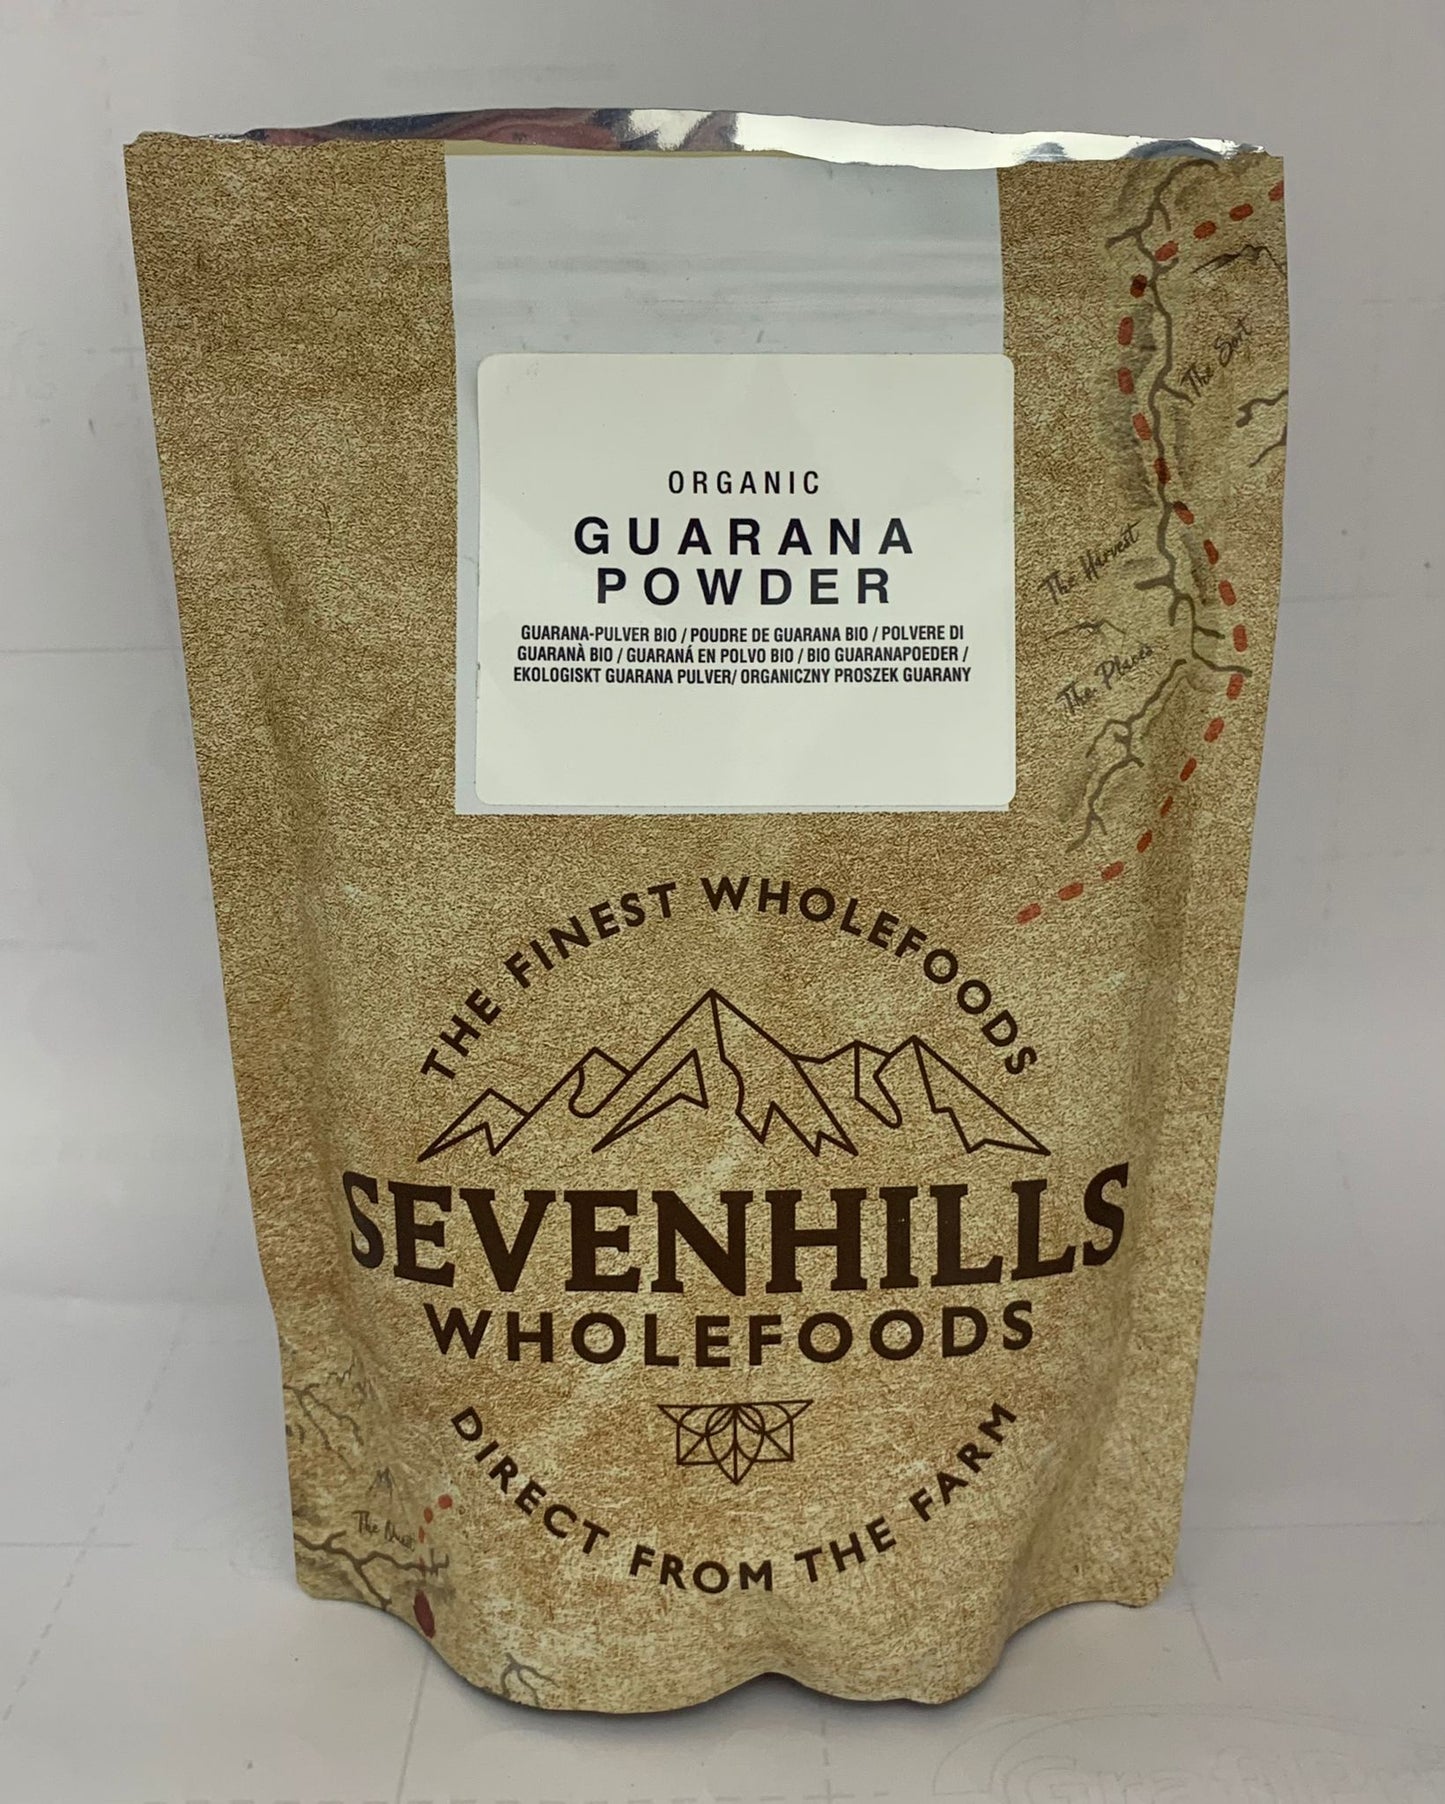 ORGANIC
GUARANA
POWDER
GUARANA-PULVER BIO / POUDRE DE GUARANA BIO / POLVERE DI
GUARANÀ BIO / GUARANÁ EN POLVO BIO / BIO GUARANAPOEDER /
EKOLOGISKT GUARANA PULVER/ ORGANICZNY PROSZEK GUARANY
The Sort
The Harvest
The Places
THE FINEST WHOLEFOODS
SEVENHILLS
WHOLEFOODS
DIRECT FROM THE FARM
The